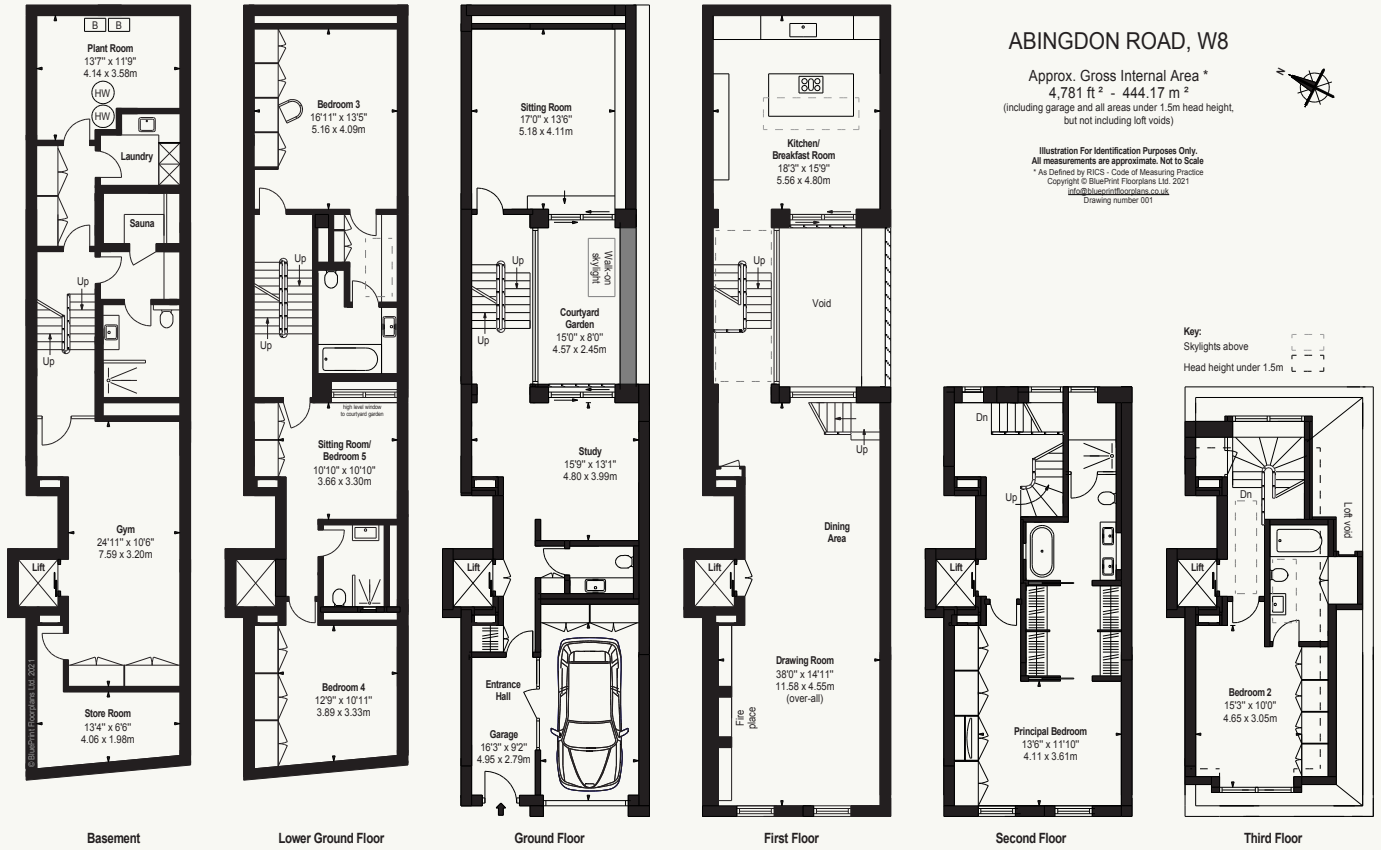 ABINGDON ROAD, W8
Approx. Gross Internal Area *
4,781 ft ² - 444.17 m ²
(including garage and all areas under 1.5m head height,
but not including loft voids)
N
Illustration For Identification Purposes Only.
All measurements are approximate. Not to Scale
* As Defined by RICS - Code of Measuring Practice
Copyright © BluePrint Floorplans Ltd. 2021
info@blueprintfloorplans.co.uk
Drawing number 001
Key:
Skylights above
Head height under 1.5m
B B
Plant Room
13'7" x 11'9"
4.14 x 3.58m
HW
HW
Laundry
Sauna
Up
Up
Gym
24'11" x 10'6"
7.59 x 3.20m
Lift
Store Room
13'4" x 6'6"
4.06 x 1.98m
© BluePrint Floorplans Ltd. 2021
Basement
Bedroom 3
16'11" x 13'5"
5.16 x 4.09m
Up
Up
high level window
to courtyard garden
Sitting Room/
Bedroom 5
10'10" x 10'10"
3.66 x 3.30m
Bedroom 4
12'9" x 10'11"
3.89 x 3.33m
Lower Ground Floor
Sitting Room
17'0" x 13'6"
5.18 x 4.11m
Walk-on
skylight
Up
Up
Courtyard
Garden
15'0" x 8'0"
4.57 x 2.45m
Study
15'9" x 13'1"
4.80 x 3.99m
Lift
Entrance
Hall
Garage
16'3" x 9'2"
4.95 x 2.79m
Ground Floor
Kitchen/
Breakfast Room
18'3" x 15'9"
5.56 x 4.80m
Up
Void
Up
Dining
Area
Lift
Drawing Room
38'0" x 14'11"
11.58 x 4.55m
(over-all)
Fire
place
First Floor
Dn
Up
Lift
Principal Bedroom
13'6" x 11'10"
4.11 x 3.61m
Second Floor
Dn
Loft void
Lift
Bedroom 2
15'3" x 10'0"
4.65 x 3.05m
Third Floor